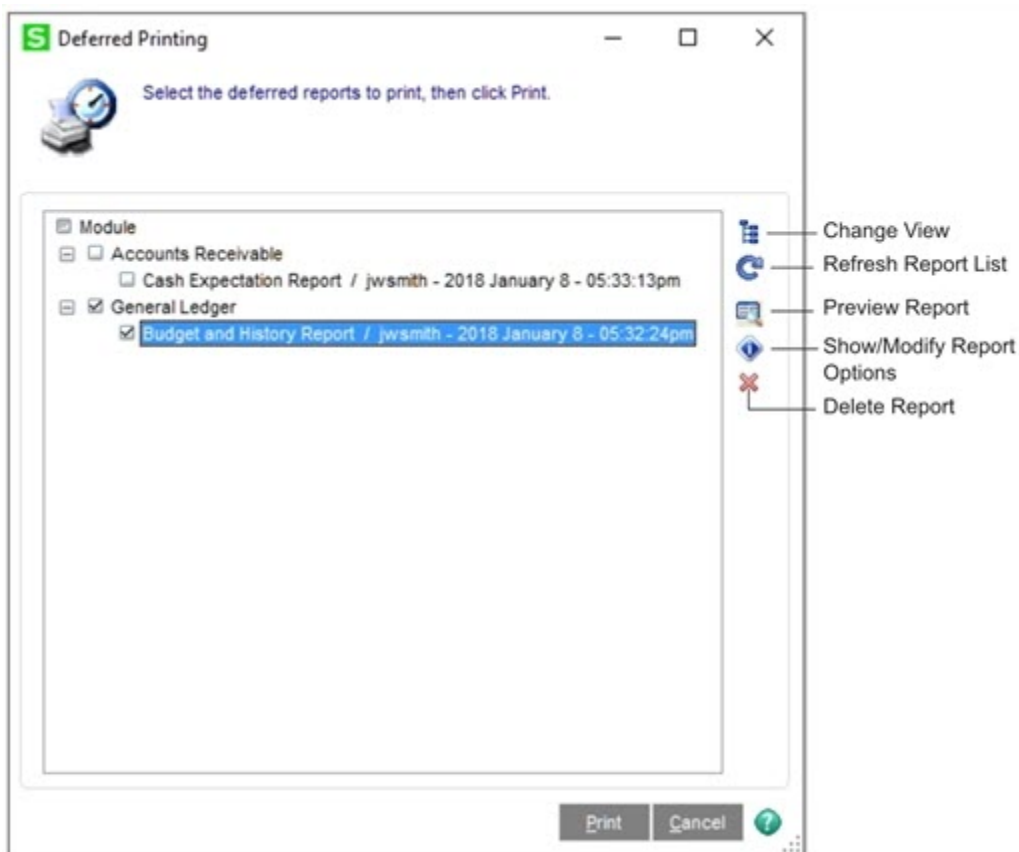 S Deferred Printing
Select the deferred reports to print, then click Print.
Module
Accounts Receivable
Cash Expectation Report / jwsmith - 2018 January 8 - 05:33:13pm
General Ledger
Budget and History Report / jwsmith - 2018 January 8 - 05:32:24pm
Change View
Refresh Report List
Preview Report
Show/Modify Report
Options
Delete Report
Print Cancel ?